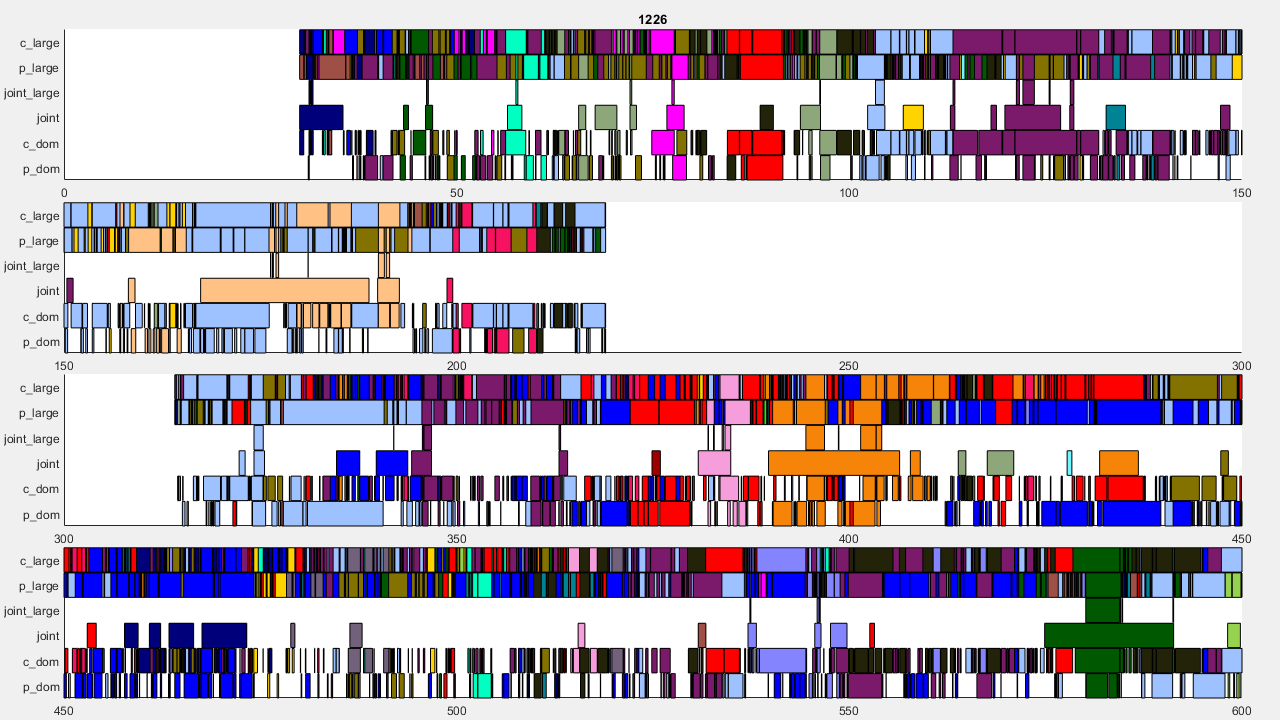 1226
c_large
p_large
joint_large
joint
c_dom
p_dom
0 50 100 150
c_large
p_large
joint_large
joint
c_dom
p_dom
150 200 250 300
c_large
p_large
joint_large
joint
c_dom
p_dom
300 350 400 450
c_large
p_large
joint_large
joint
c_dom
p_dom
450 500 550 600